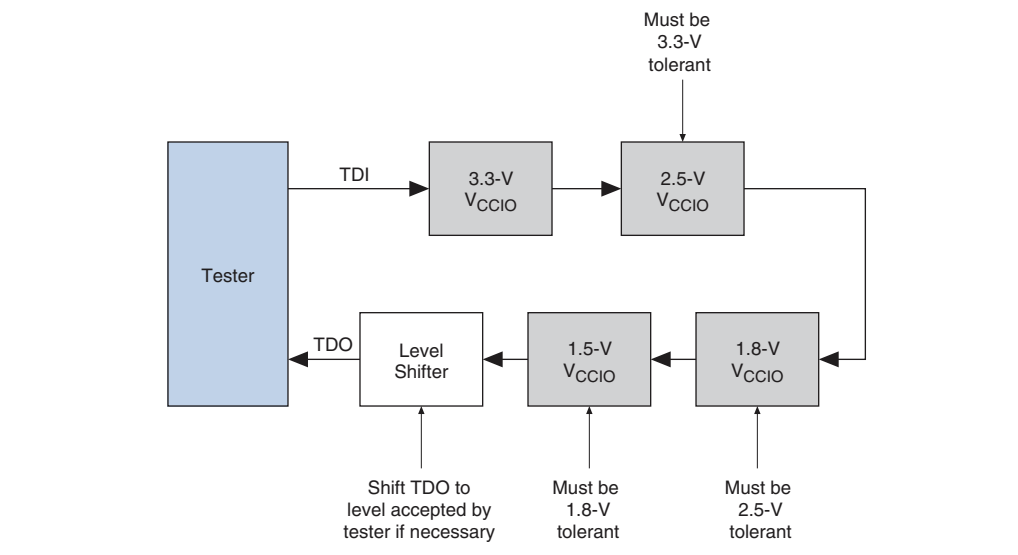 Must be
3.3-V
tolerant
TDI
3.3-V
VCCIO
2.5-V
VCCIO
Tester
TDO
Level
Shifter
1.5-V
VCCIO
1.8-V
VCCIO
Shift TDO to
level accepted by
tester if necessary
Must be
1.8-V
tolerant
Must be
2.5-V
tolerant